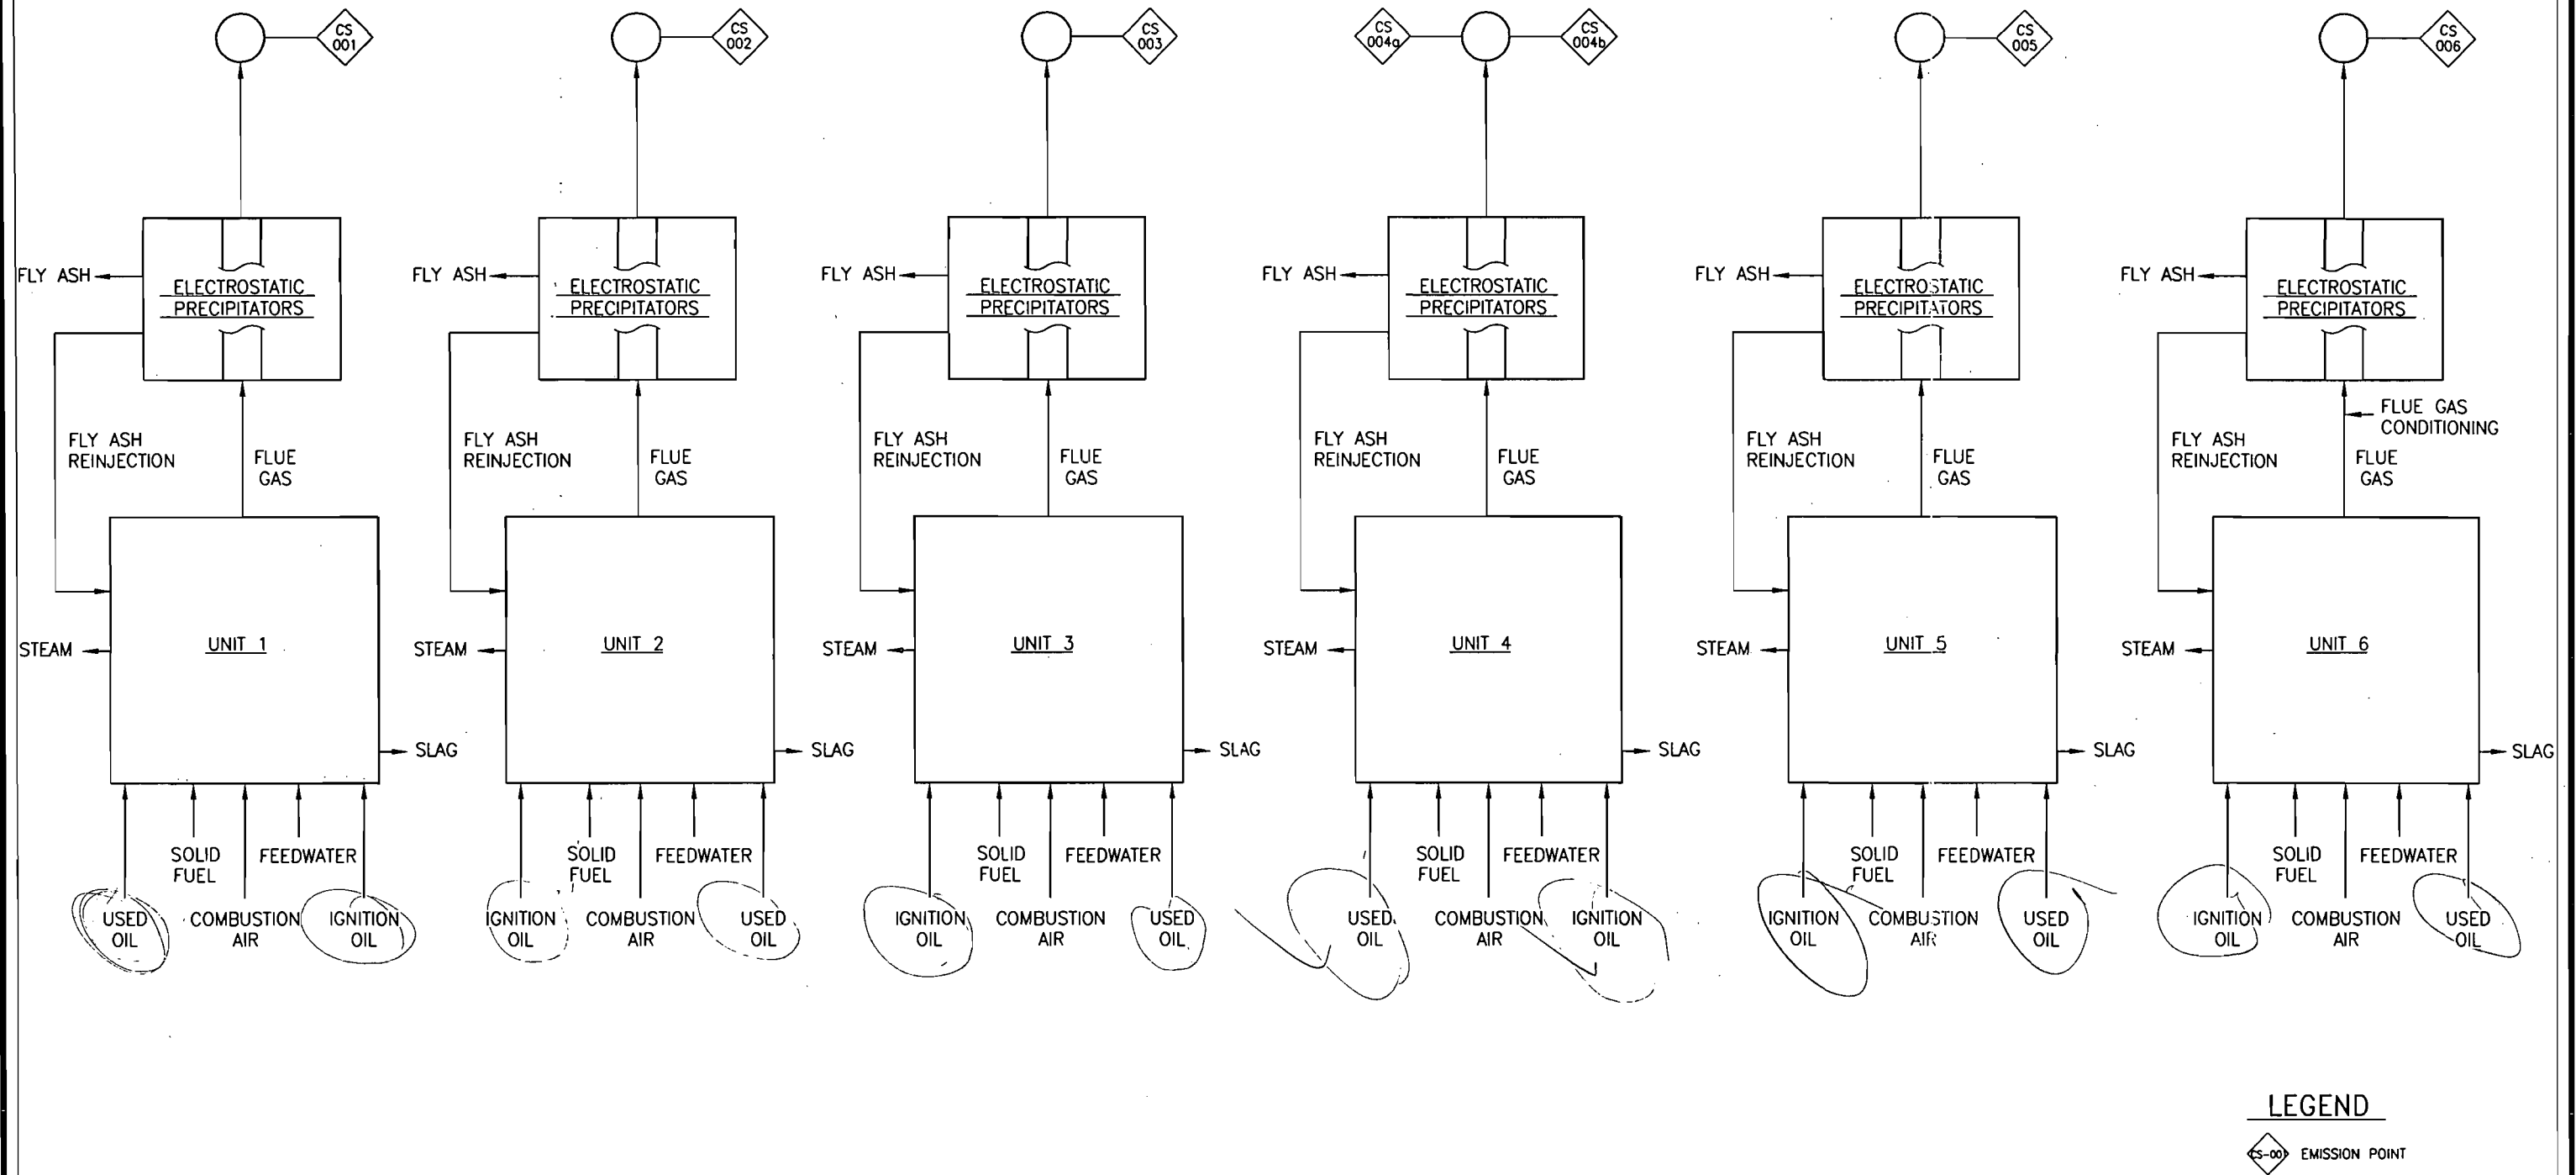 CS
001
CS
002
CS
003
CS
004a
CS
004b
CS
005
CS
006
FLY ASH
ELECTROSTATIC
PRECIPITATORS
FLY ASH
ELECTROSTATIC
PRECIPITATORS
FLY ASH
ELECTROSTATIC
PRECIPITATORS
FLY ASH
ELECTROSTATIC
PRECIPITATORS
FLY ASH
ELECTROSTATIC
PRECIPITATORS
FLY ASH
ELECTROSTATIC
PRECIPITATORS
FLY ASH
REINJECTION
FLUE
GAS
FLY ASH
REINJECTION
FLUE
GAS
FLY ASH
REINJECTION
FLUE
GAS
FLY ASH
REINJECTION
FLUE
GAS
FLY ASH
REINJECTION
FLUE
GAS
FLUE GAS
CONDITIONING
FLY ASH
REINJECTION
FLUE
GAS
STEAM
UNIT 1
SLAG
STEAM
UNIT 2
SLAG
STEAM
UNIT 3
SLAG
STEAM
UNIT 4
SLAG
STEAM
UNIT 5
SLAG
STEAM
UNIT 6
SLAG
SOLID
FUEL
FEEDWATER
USED
OIL
COMBUSTION
AIR
IGNITION
OIL
SOLID
FUEL
FEEDWATER
IGNITION
OIL
COMBUSTION
AIR
USED
OIL
SOLID
FUEL
FEEDWATER
IGNITION
OIL
COMBUSTION
AIR
USED
OIL
SOLID
FUEL
FEEDWATER
USED
OIL
COMBUSTION
AIR
IGNITION
OIL
SOLID
FUEL
FEEDWATER
IGNITION
OIL
COMBUSTION
AIR
USED
OIL
SOLID
FUEL
FEEDWATER
IGNITION
OIL
COMBUSTION
AIR
USED
OIL
LEGEND
CS-001 EMISSION POINT